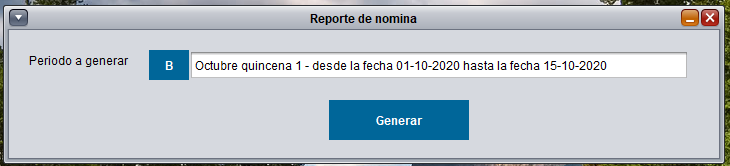 Reporte de nomina
Periodo a generar B Octubre quincena 1 - desde la fecha 01-10-2020 hasta la fecha 15-10-2020
Generar